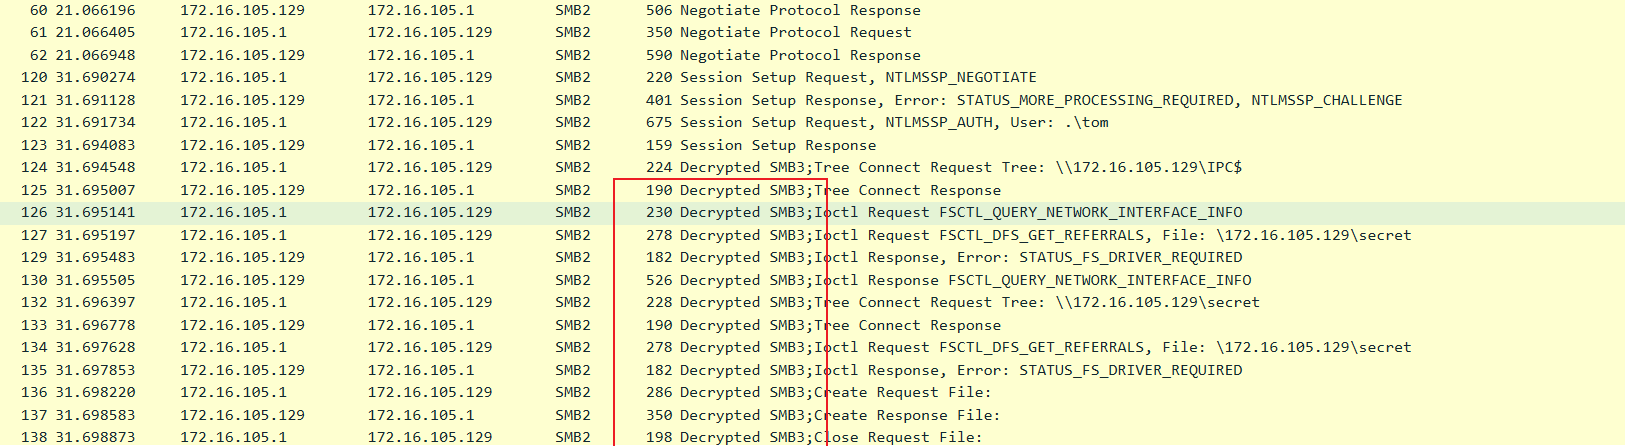 60 21.066196 172.16.105.129 172.16.105.1 SMB2 506 Negotiate Protocol Response
61 21.066405 172.16.105.1 172.16.105.129 SMB2 350 Negotiate Protocol Request
62 21.066948 172.16.105.129 172.16.105.1 SMB2 590 Negotiate Protocol Response
120 31.690274 172.16.105.1 172.16.105.129 SMB2 220 Session Setup Request, NTLMSSP_NEGOTIATE
121 31.691128 172.16.105.129 172.16.105.1 SMB2 401 Session Setup Response, Error: STATUS_MORE_PROCESSING_REQUIRED, NTLMSSP_CHALLENGE
122 31.691734 172.16.105.1 172.16.105.129 SMB2 675 Session Setup Request, NTLMSSP_AUTH, User: .\tom
123 31.694083 172.16.105.129 172.16.105.1 SMB2 159 Session Setup Response
124 31.694548 172.16.105.1 172.16.105.129 SMB2 224 Decrypted SMB3;Tree Connect Request Tree: \\172.16.105.129\IPC$
125 31.695007 172.16.105.129 172.16.105.1 SMB2 190 Decrypted SMB3;Tree Connect Response
126 31.695141 172.16.105.1 172.16.105.129 SMB2 230 Decrypted SMB3;Ioctl Request FSCTL_QUERY_NETWORK_INTERFACE_INFO
127 31.695197 172.16.105.1 172.16.105.129 SMB2 278 Decrypted SMB3;Ioctl Request FSCTL_DFS_GET_REFERRALS, File: \172.16.105.129\secret
129 31.695483 172.16.105.129 172.16.105.1 SMB2 182 Decrypted SMB3;Ioctl Response, Error: STATUS_FS_DRIVER_REQUIRED
130 31.695505 172.16.105.129 172.16.105.1 SMB2 526 Decrypted SMB3;Ioctl Response FSCTL_QUERY_NETWORK_INTERFACE_INFO
132 31.696397 172.16.105.1 172.16.105.129 SMB2 228 Decrypted SMB3;Tree Connect Request Tree: \\172.16.105.129\secret
133 31.696778 172.16.105.129 172.16.105.1 SMB2 190 Decrypted SMB3;Tree Connect Response
134 31.697628 172.16.105.1 172.16.105.129 SMB2 278 Decrypted SMB3;Ioctl Request FSCTL_DFS_GET_REFERRALS, File: \172.16.105.129\secret
135 31.697853 172.16.105.129 172.16.105.1 SMB2 182 Decrypted SMB3;Ioctl Response, Error: STATUS_FS_DRIVER_REQUIRED
136 31.698220 172.16.105.1 172.16.105.129 SMB2 286 Decrypted SMB3;Create Request File:
137 31.698583 172.16.105.129 172.16.105.1 SMB2 350 Decrypted SMB3;Create Response File:
138 31.698873 172.16.105.1 172.16.105.129 SMB2 198 Decrypted SMB3;Close Request File: